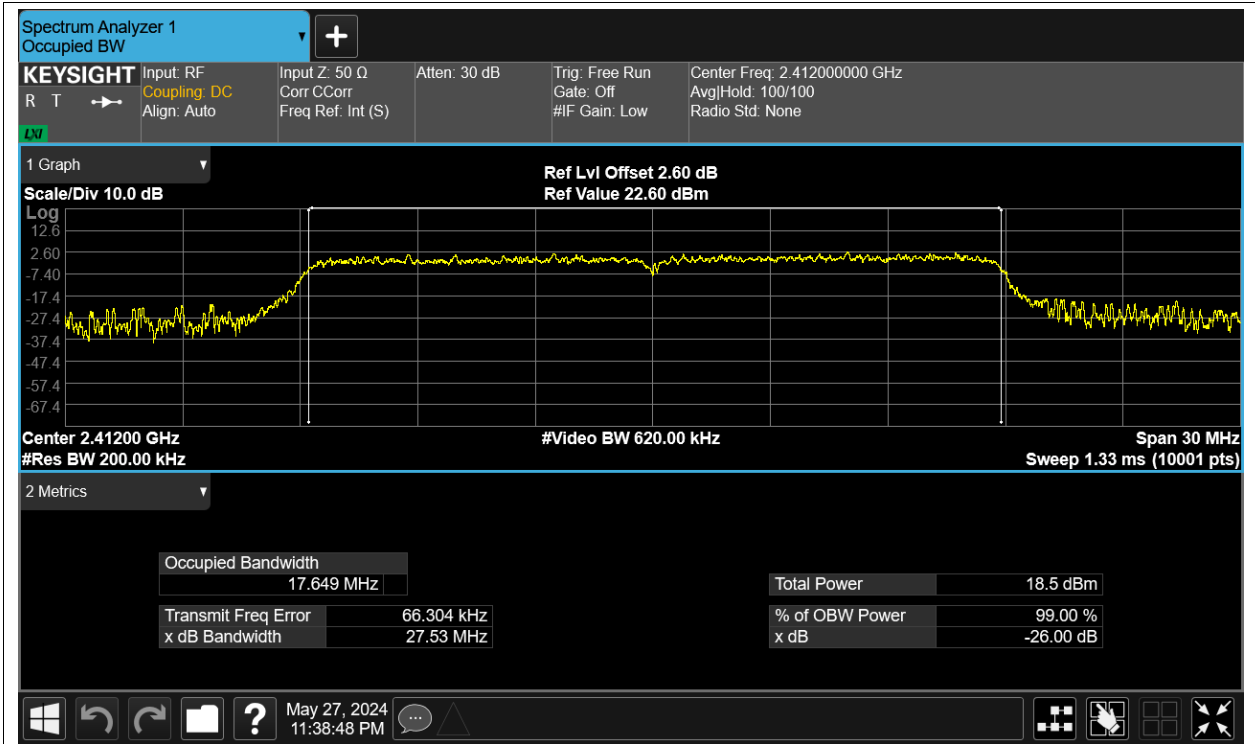 Spectrum Analyzer 1
Occupied BW
KEYSIGHT
R T
LXI
Input: RF
Coupling: DC
Align: Auto
Input Z: 50 Ω
Corr CCorr
Freq Ref: Int (S)
Atten: 30 dB
Trig: Free Run
Gate: Off
#IF Gain: Low
Center Freq: 2.412000000 GHz
Avg|Hold: 100/100
Radio Std: None
1 Graph
Ref Lvl Offset 2.60 dB
Scale/Div 10.0 dB
Ref Value 22.60 dBm
Log
12.6
2.60
-7.40
-17.4
-27.4
-37.4
-47.4
-57.4
-67.4
Center 2.41200 GHz
#Video BW 620.00 kHz
Span 30 MHz
#Res BW 200.00 kHz
Sweep 1.33 ms (10001 pts)
2 Metrics
Occupied Bandwidth
17.649 MHz
Transmit Freq Error 66.304 kHz
x dB Bandwidth 27.53 MHz
Total Power 18.5 dBm
% of OBW Power 99.00 %
x dB -26.00 dB
?
May 27, 2024
11:38:48 PM